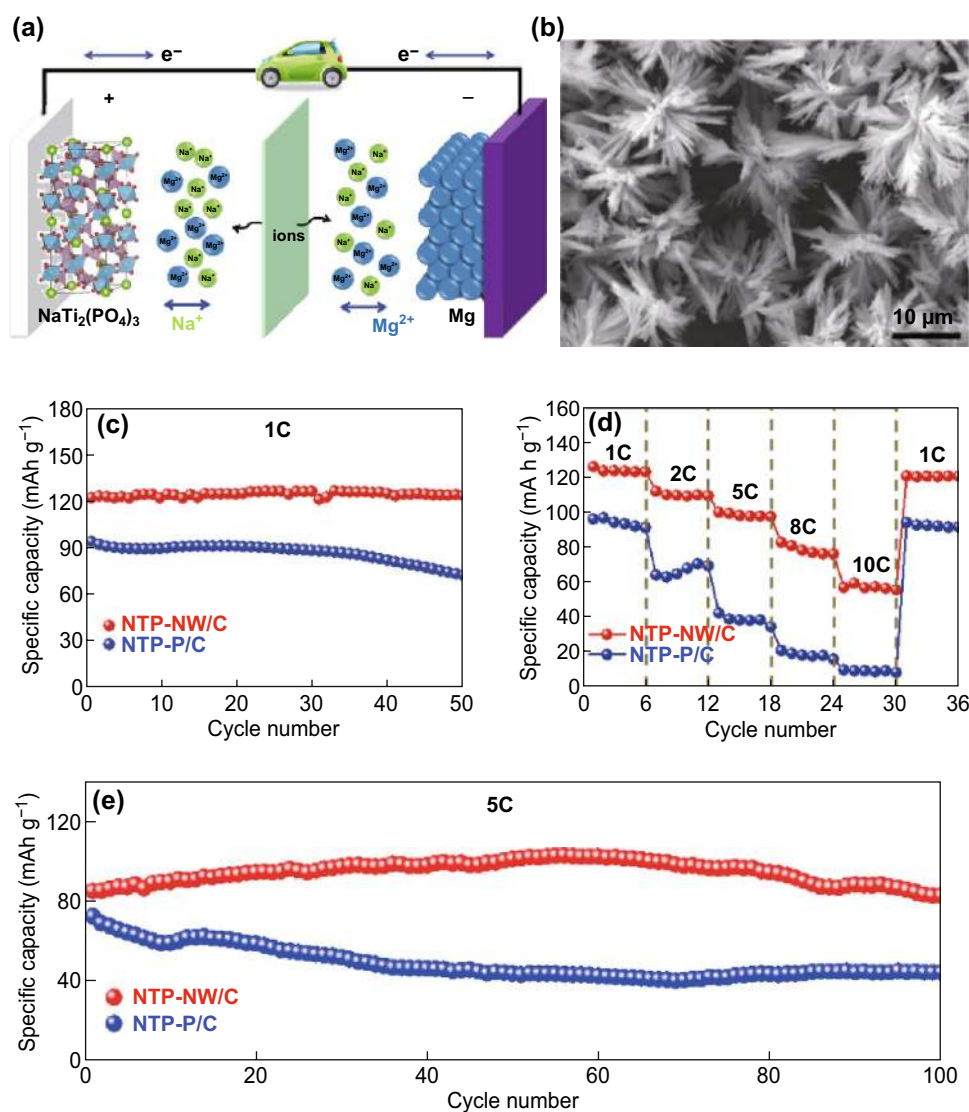 (a)
e⁻
e⁻
+
–
Na⁺
Na⁺
Mg²⁺
Mg²⁺
Na⁺
Na⁺
Na⁺
Mg²⁺
Mg²⁺
Mg²⁺
Na⁺
Na⁺
Mg²⁺
ions
Mg²⁺
Na⁺
Na⁺
Mg²⁺
Mg²⁺
Na⁺
Na⁺
Mg²⁺
Mg²⁺
Mg²⁺
Na⁺
NaTi₂(PO₄)₃
Na⁺
Mg²⁺
Mg
(b)
10 µm
(c)
1C
Specific capacity (mAh g⁻¹)
180
150
120
90
60
30
0
NTP-NW/C
NTP-P/C
0 10 20 30 40 50
Cycle number
(d)
1C
2C
5C
8C
10C
1C
Specific capacity (mA h g⁻¹)
160
140
120
100
80
60
40
20
0
NTP-NW/C
NTP-P/C
0 6 12 18 24 30 36
Cycle number
(e)
5C
Specific capacity (mAh g⁻¹)
120
80
40
0
NTP-NW/C
NTP-P/C
0 20 40 60 80 100
Cycle number